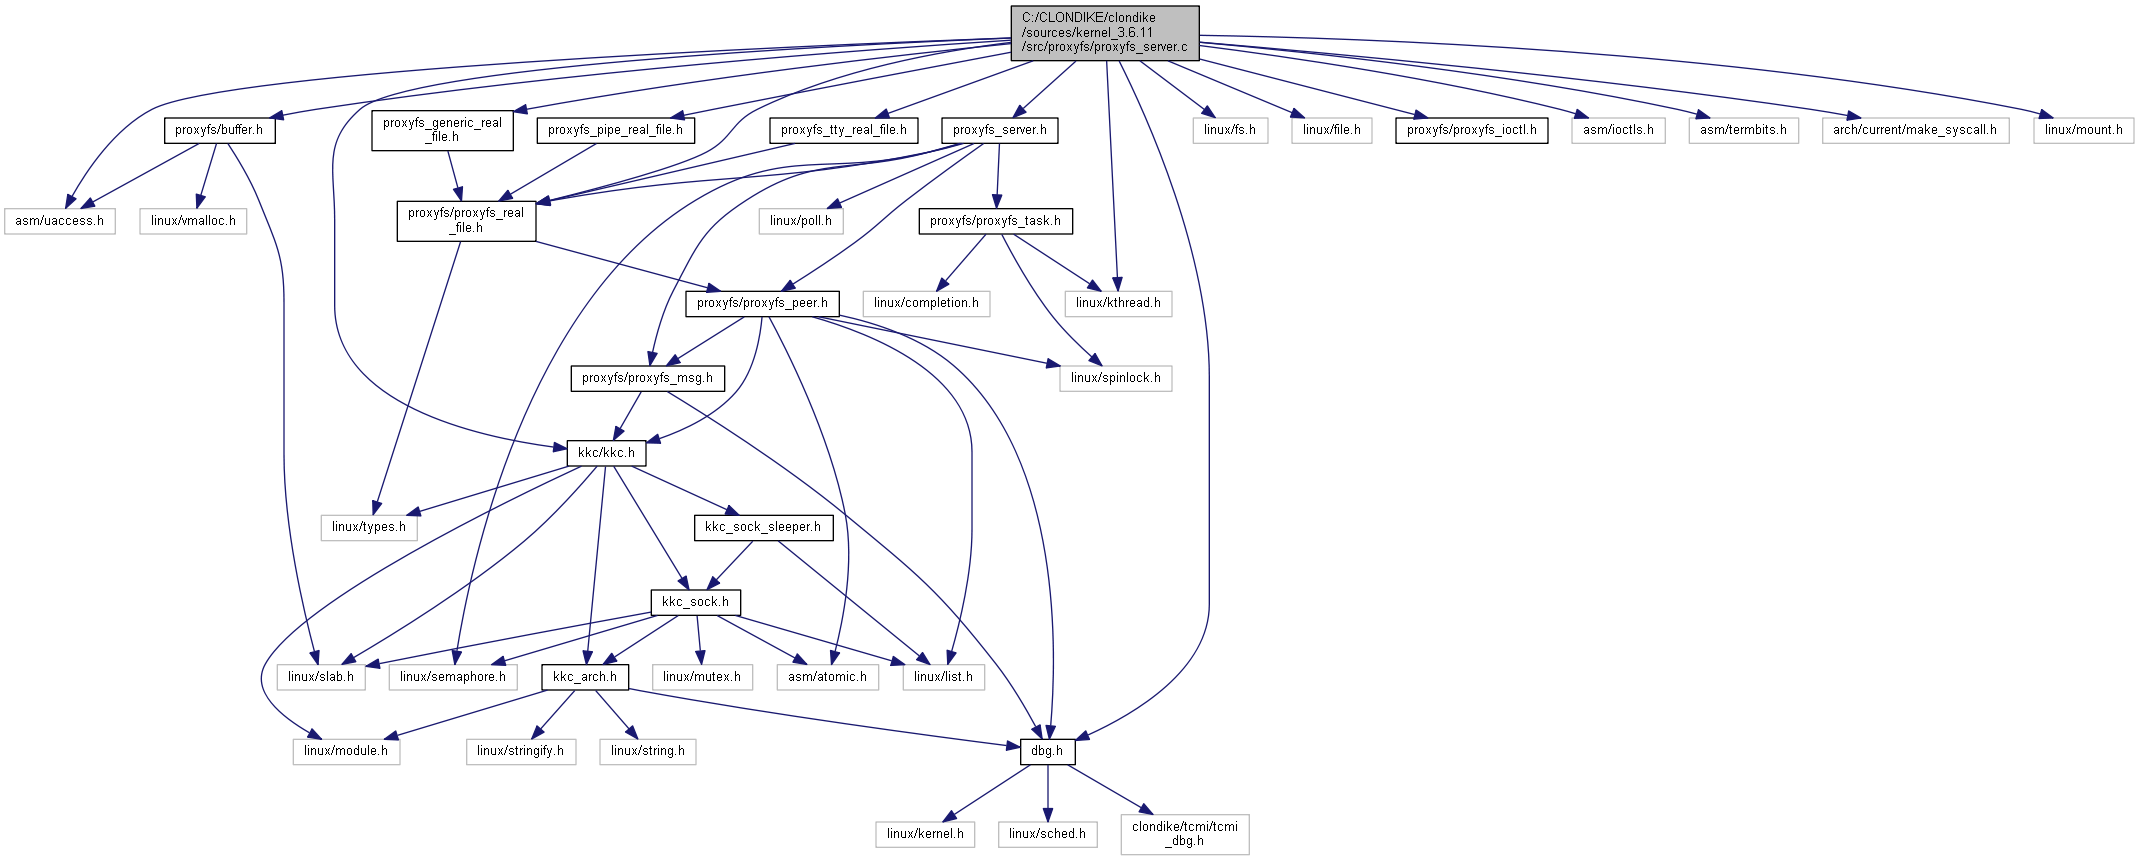 C:/CLONDIKE/clondike
/sources/kernel_3.6.11
/src/proxyfs/proxyfs_server.c
proxyfs/buffer.h
proxyfs_generic_real
_file.h
proxyfs_pipe_real_file.h
proxyfs_tty_real_file.h
proxyfs_server.h
linux/fs.h
linux/file.h
proxyfs/proxyfs_ioctl.h
asm/ioctls.h
asm/termbits.h
arch/current/make_syscall.h
linux/mount.h
asm/uaccess.h
linux/vmalloc.h
proxyfs/proxyfs_real
_file.h
linux/poll.h
proxyfs/proxyfs_task.h
proxyfs/proxyfs_peer.h
linux/completion.h
linux/kthread.h
proxyfs/proxyfs_msg.h
linux/spinlock.h
kkc/kkc.h
linux/types.h
kkc_sock_sleeper.h
kkc_sock.h
linux/slab.h
linux/semaphore.h
kkc_arch.h
linux/mutex.h
asm/atomic.h
linux/list.h
linux/module.h
linux/stringify.h
linux/string.h
dbg.h
linux/kernel.h
linux/sched.h
clondike/tcmi/tcmi
_dbg.h